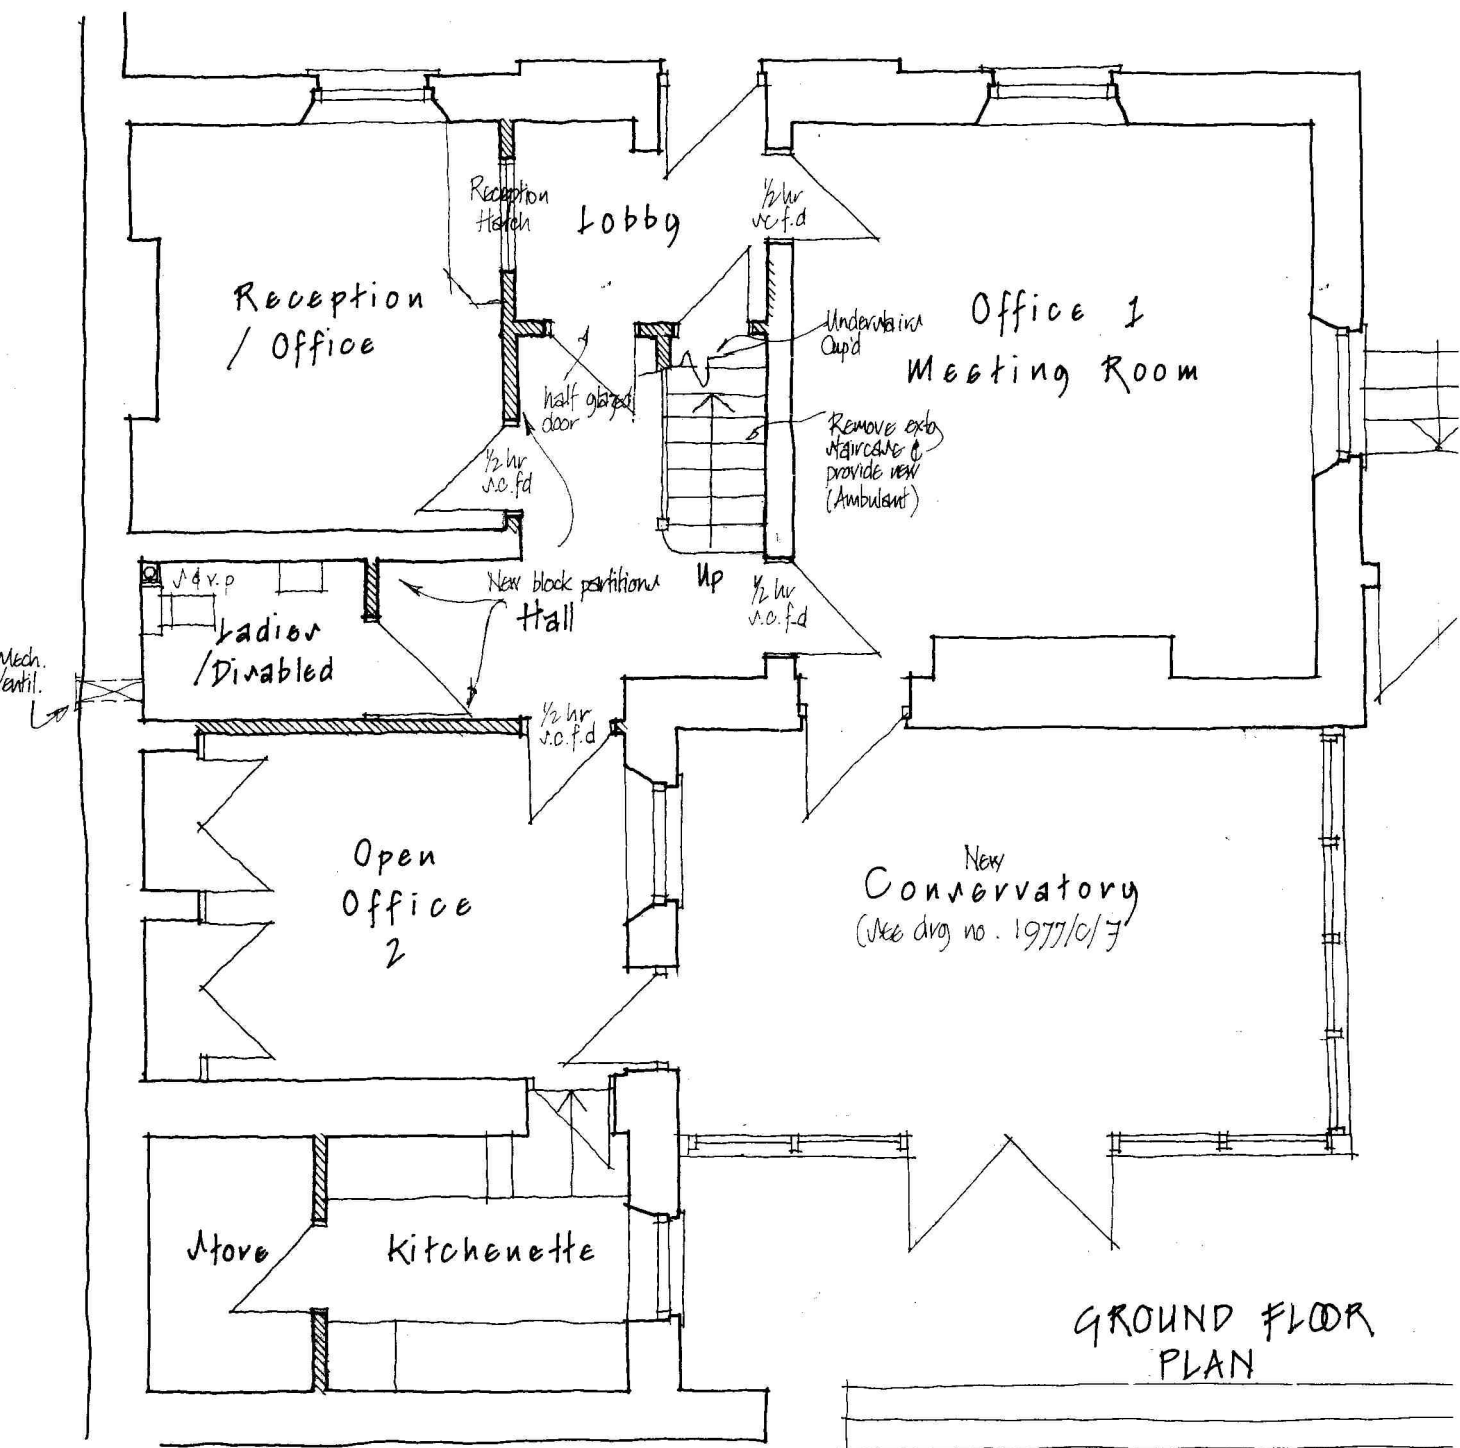 Reception
Hatch
Lobby
½ hr
s.c f.d
Reception
/ Office
Understairs
Cup'd
Office 1
Meeting Room
half glazed
door
Remove extg
staircase &
provide new
(Ambulant)
½ hr
s.c.fd
S & V.P
New block partitions
Up
½ hr
s.c.f.d
Hall
Ladies
/Disabled
Mech.
Ventil.
½ hr
s.c.f.d
Open
Office
2
New
Conservatory
(see drg no. 1977/C/7
Store
Kitchenette
GROUND FLOOR
PLAN